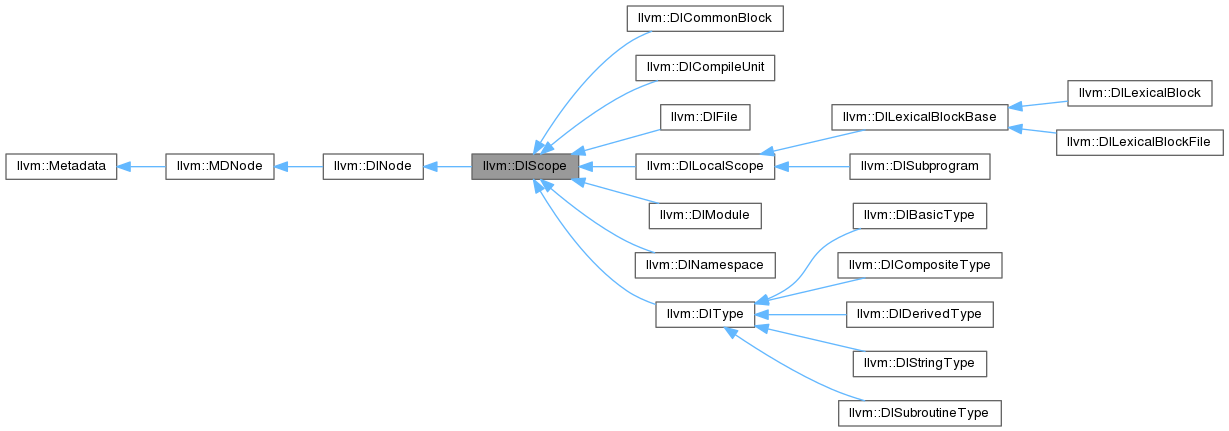 llvm::DICommonBlock
llvm::DICompileUnit
llvm::DILexicalBlock
llvm::DIFile
llvm::DILexicalBlockBase
llvm::DILexicalBlockFile
llvm::Metadata
llvm::MDNode
llvm::DINode
llvm::DIScope
llvm::DILocalScope
llvm::DISubprogram
llvm::DIModule
llvm::DIBasicType
llvm::DINamespace
llvm::DICompositeType
llvm::DIType
llvm::DIDerivedType
llvm::DIStringType
llvm::DISubroutineType